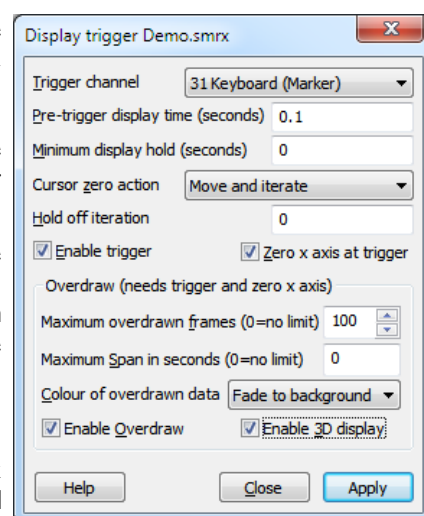 Display trigger Demo.smrx
Trigger channel 31 Keyboard (Marker)
Pre-trigger display time (seconds) 0.1
Minimum display hold (seconds) 0
Cursor zero action Move and iterate
Hold off iteration 0
Enable trigger Zero x axis at trigger
Overdraw (needs trigger and zero x axis)
Maximum overdrawn frames (0=no limit) 100
Maximum Span in seconds (0=no limit) 0
Colour of overdrawn data Fade to background
Enable Overdraw Enable 3D display
Help Close Apply